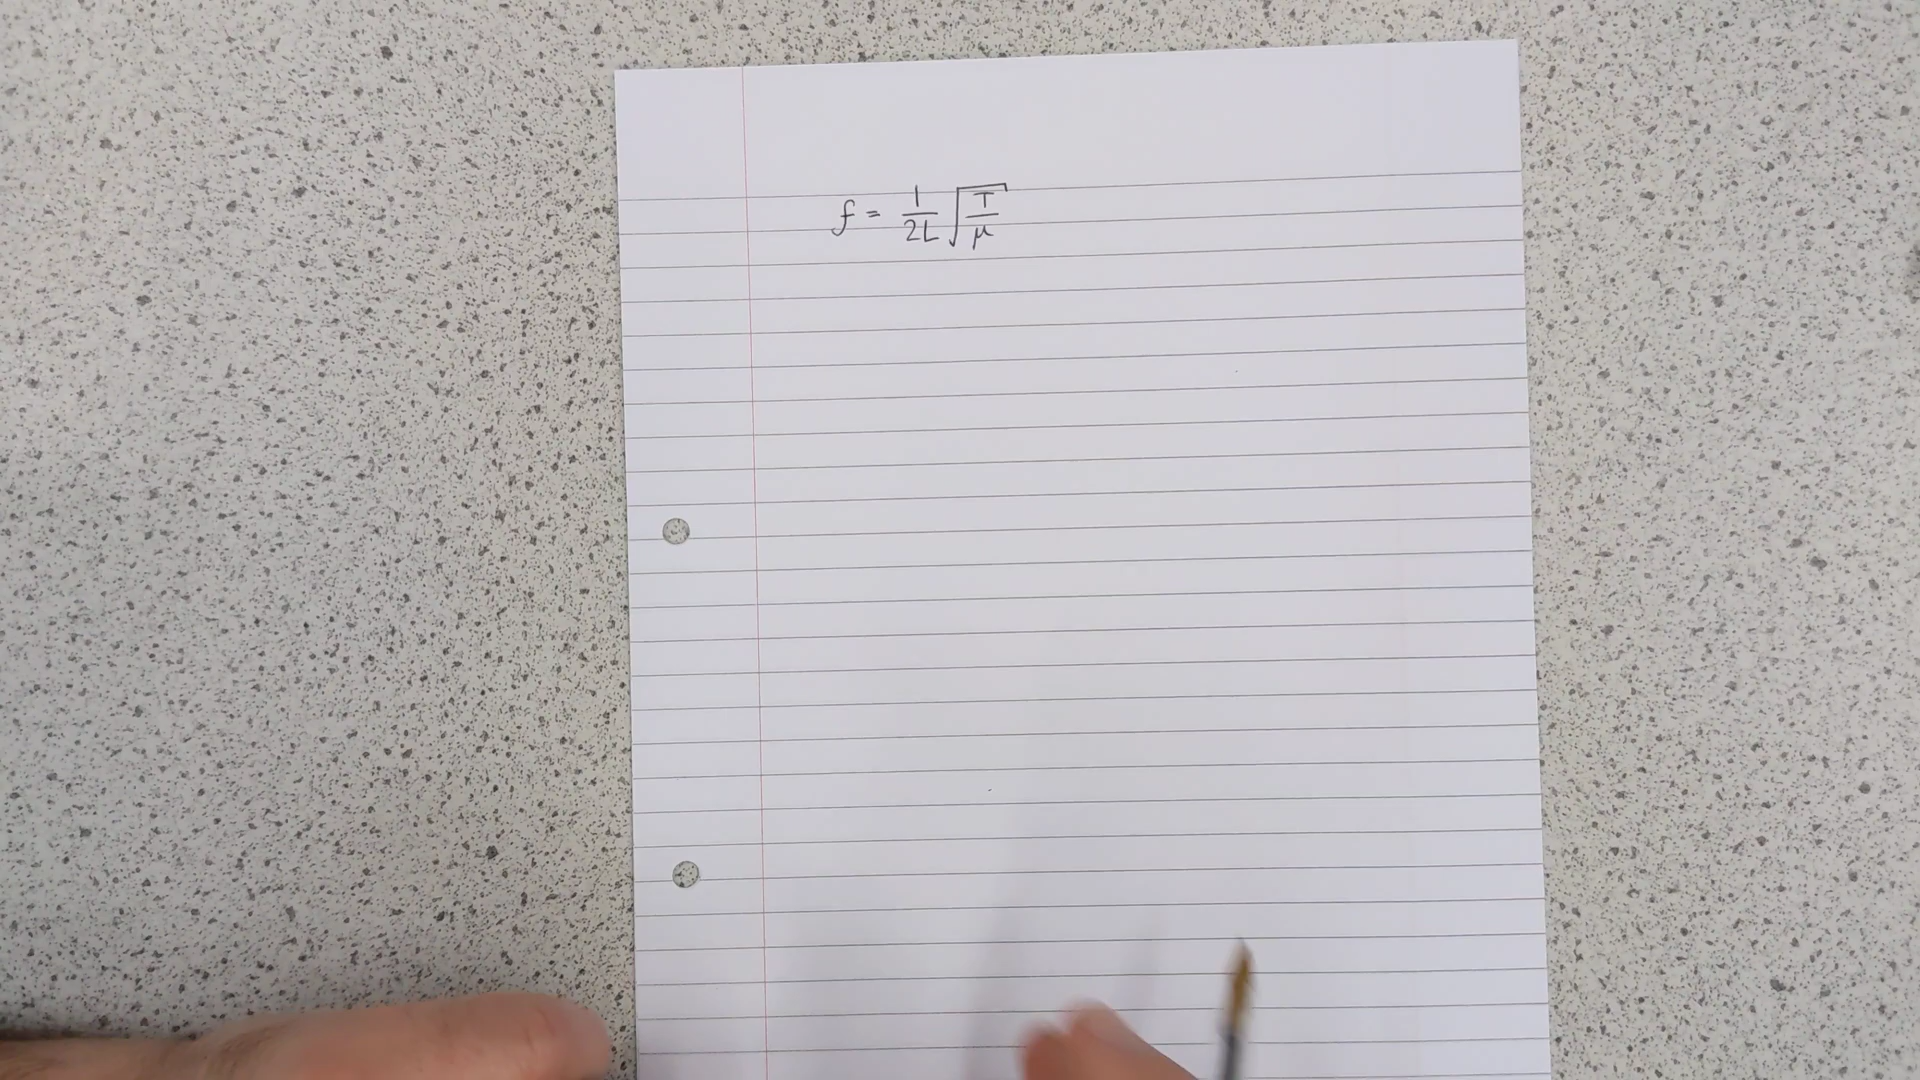 f = 1/2L √T/μ